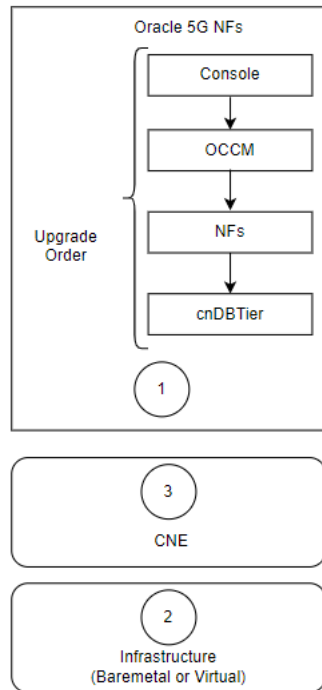 Oracle 5G NFs
Console
OCCM
Upgrade
Order
NFs
cnDBTier
1
3
CNE
2
Infrastructure
(Baremetal or Virtual)